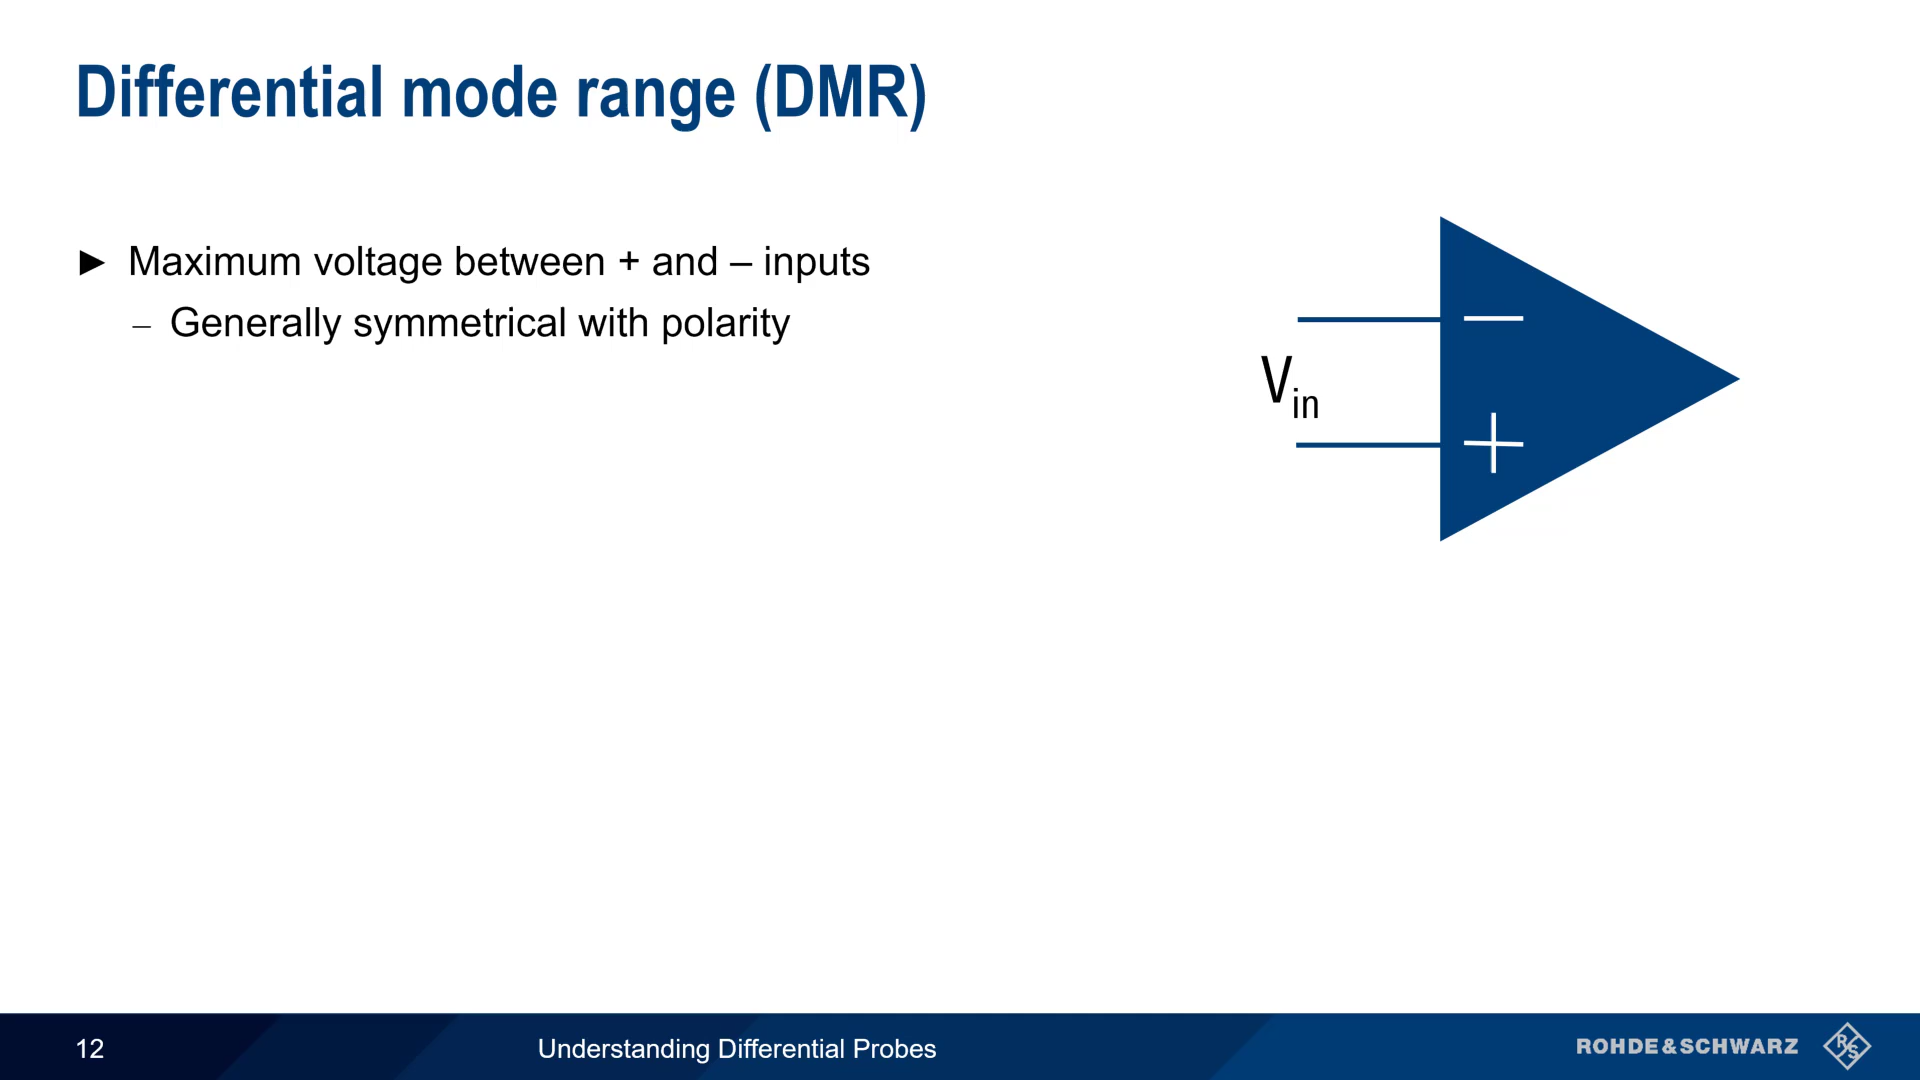 Differential mode range (DMR)
► Maximum voltage between + and – inputs
– Generally symmetrical with polarity
−
Vin
+
12
Understanding Differential Probes
ROHDE&SCHWARZ
R&S